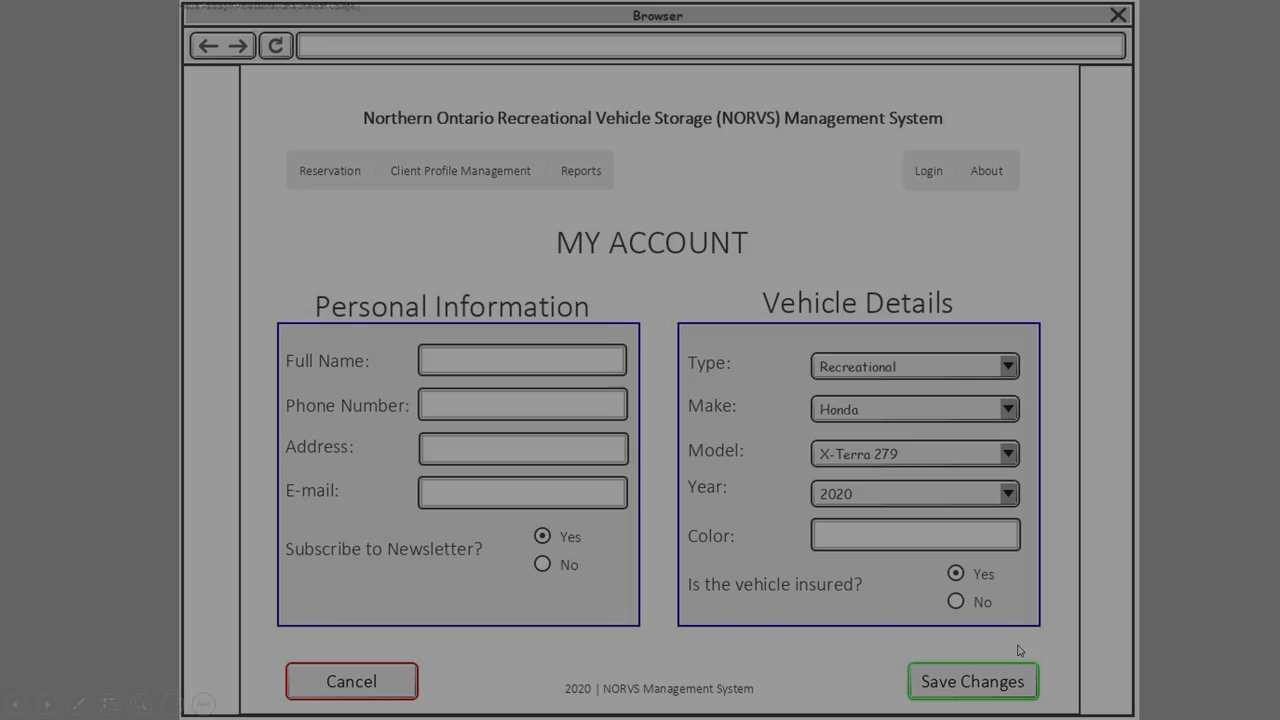 Browser
Northern Ontario Recreational Vehicle Storage (NORVS) Management System
Reservation / Client Profile Management / Reports
Login / About
MY ACCOUNT
Personal Information
Full Name:
Phone Number:
Address:
E-mail:
Subscribe to Newsletter?
Yes
No
Vehicle Details
Type: Recreational
Make: Honda
Model: X-Terra 279
Year: 2020
Color:
Is the vehicle insured?
Yes
No
Cancel
2020 | NORVS Management System
Save Changes